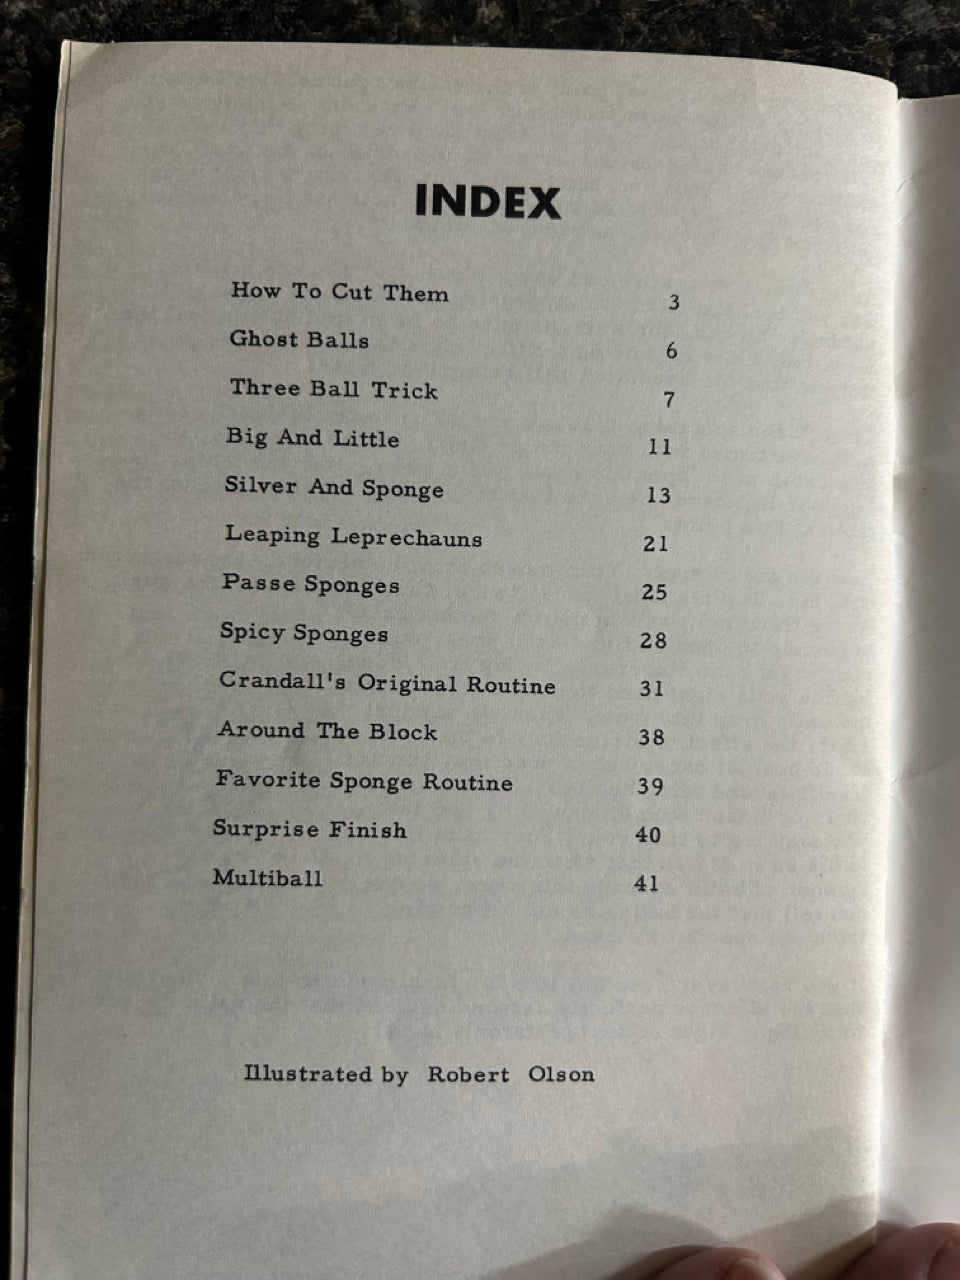 INDEX
How To Cut Them 3
Ghost Balls 6
Three Ball Trick 7
Big And Little 11
Silver And Sponge 13
Leaping Leprechauns 21
Passe Sponges 25
Spicy Sponges 28
Crandall's Original Routine 31
Around The Block 38
Favorite Sponge Routine 39
Surprise Finish 40
Multiball 41
Illustrated by Robert Olson